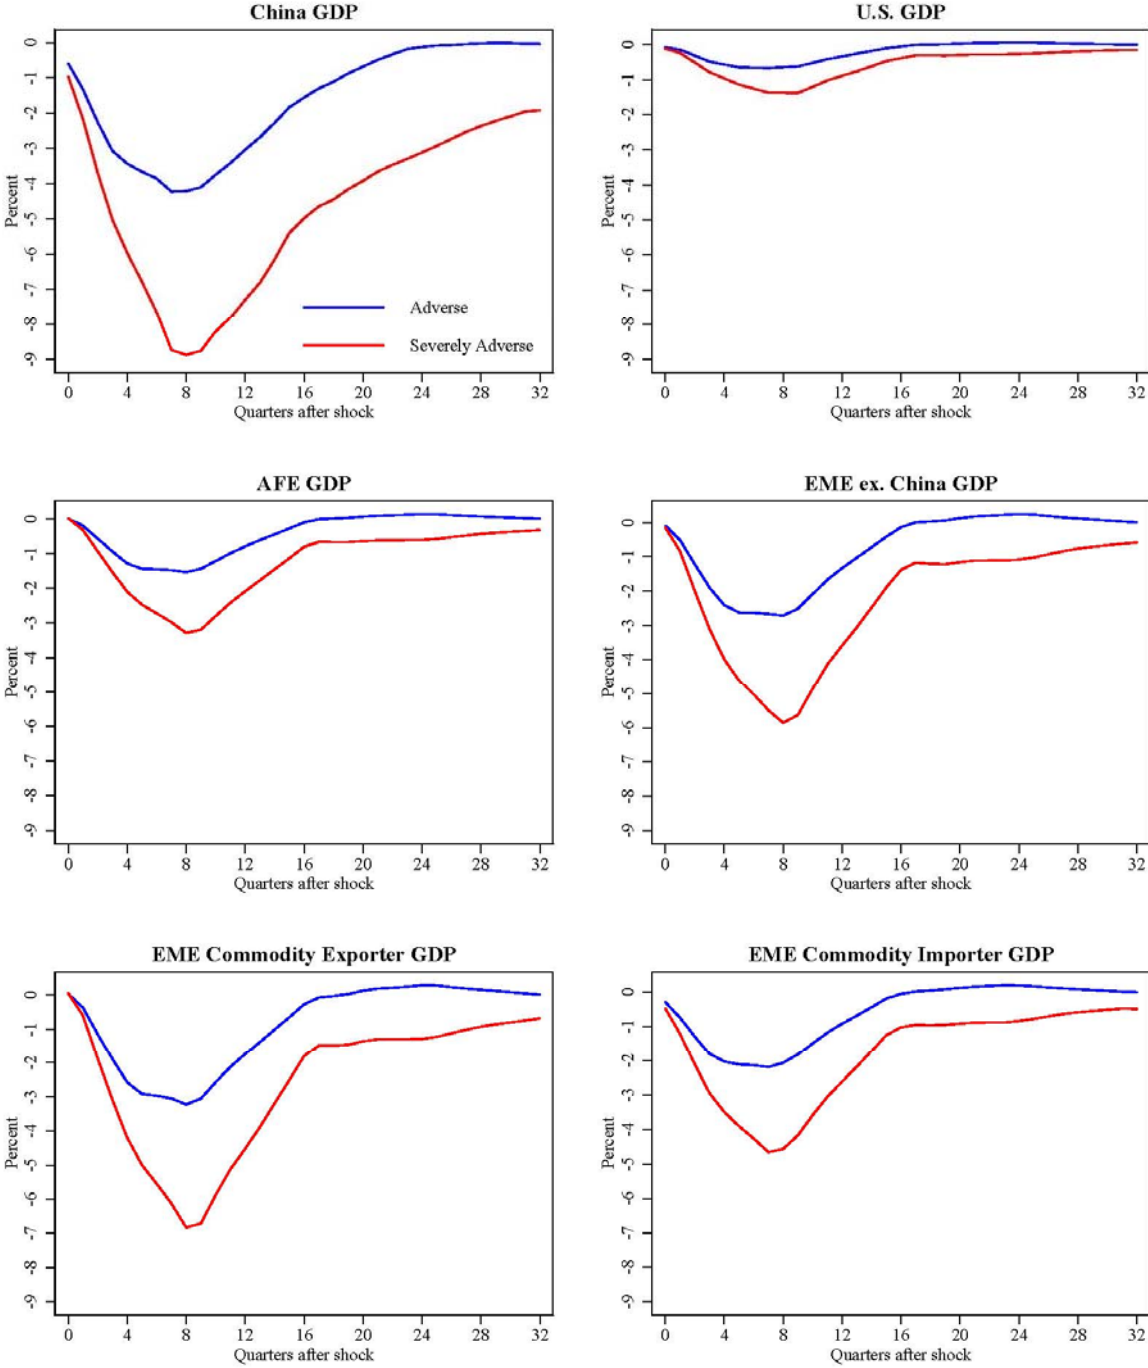 China GDP
Percent
0
-1
-2
-3
-4
-5
-6
-7
-8
-9
Adverse
Severely Adverse
0 4 8 12 16 20 24 28 32
Quarters after shock
U.S. GDP
Percent
0
-1
-2
-3
-4
-5
-6
-7
-8
-9
0 4 8 12 16 20 24 28 32
Quarters after shock
AFE GDP
Percent
0
-1
-2
-3
-4
-5
-6
-7
-8
-9
0 4 8 12 16 20 24 28 32
Quarters after shock
EME ex. China GDP
Percent
0
-1
-2
-3
-4
-5
-6
-7
-8
-9
0 4 8 12 16 20 24 28 32
Quarters after shock
EME Commodity Exporter GDP
Percent
0
-1
-2
-3
-4
-5
-6
-7
-8
-9
0 4 8 12 16 20 24 28 32
Quarters after shock
EME Commodity Importer GDP
Percent
0
-1
-2
-3
-4
-5
-6
-7
-8
-9
0 4 8 12 16 20 24 28 32
Quarters after shock